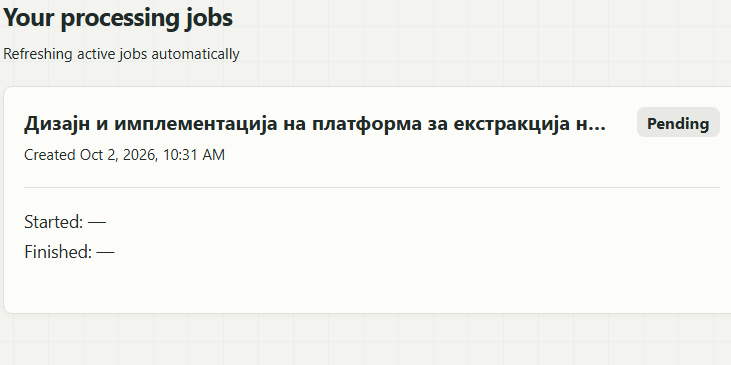 Your processing jobs
Refreshing active jobs automatically
Дизајн и имплементација на платформа за екстракција н...
Pending
Created Oct 2, 2026, 10:31 AM
Started: —
Finished: —